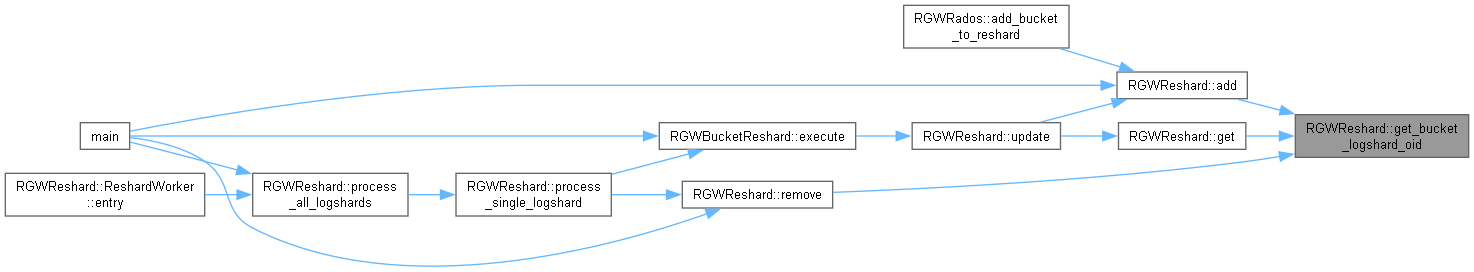 RGWRados::add_bucket
_to_reshard
RGWReshard::add
main
RGWBucketReshard::execute
RGWReshard::update
RGWReshard::get
RGWReshard::get_bucket
_logshard_oid
RGWReshard::ReshardWorker
::entry
RGWReshard::process
_all_logshards
RGWReshard::process
_single_logshard
RGWReshard::remove